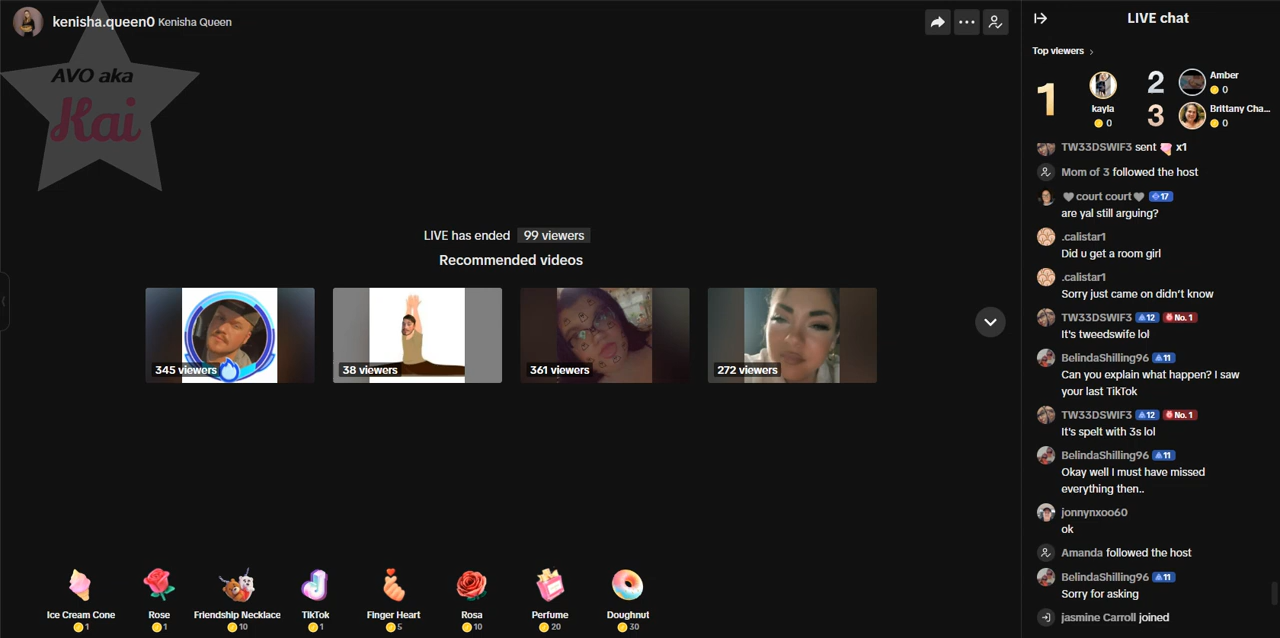 kenisha.queen0 Kenisha Queen
AVO aka
Kai
LIVE has ended 99 viewers
Recommended videos
345 viewers
38 viewers
361 viewers
272 viewers
Ice Cream Cone
1
Rose
1
Friendship Necklace
10
TikTok
1
Finger Heart
5
Rosa
10
Perfume
20
Doughnut
30
LIVE chat
Top viewers
1
kayla
0
2
Amber
0
3
Brittany Cha...
0
TW33DSWIF3 sent x1
Mom of 3 followed the host
court court 17
are yal still arguing?
.calistar1
Did u get a room girl
.calistar1
Sorry just came on didn't know
TW33DSWIF3 12 No. 1
It's tweedswife lol
BelindaShilling96 11
Can you explain what happen? I saw
your last TikTok
TW33DSWIF3 12 No. 1
It's spelt with 3s lol
BelindaShilling96 11
Okay well I must have missed
everything then..
jonnynxoo60
ok
Amanda followed the host
BelindaShilling96 11
Sorry for asking
jasmine Carroll joined